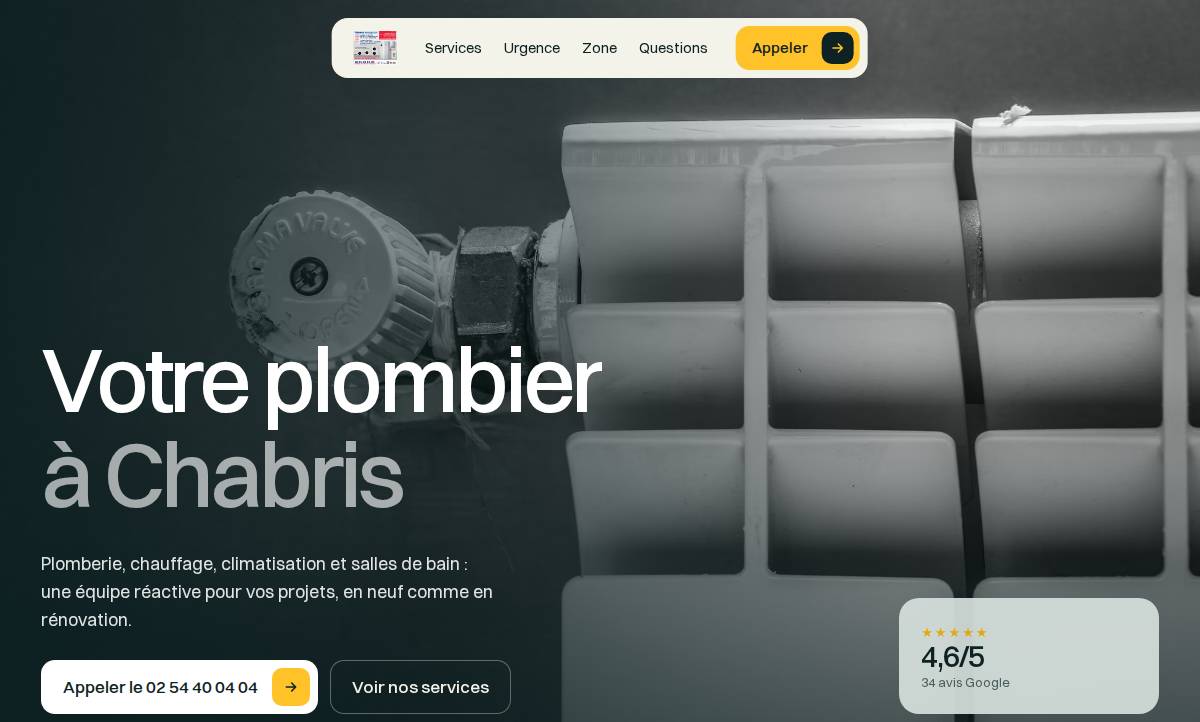 Services
Urgence
Zone
Questions
Appeler
Votre plombier
à Chabris
Plomberie, chauffage, climatisation et salles de bain :
une équipe réactive pour vos projets, en neuf comme en
rénovation.
Appeler le 02 54 40 04 04
Voir nos services
★★★★★
4,6/5
34 avis Google